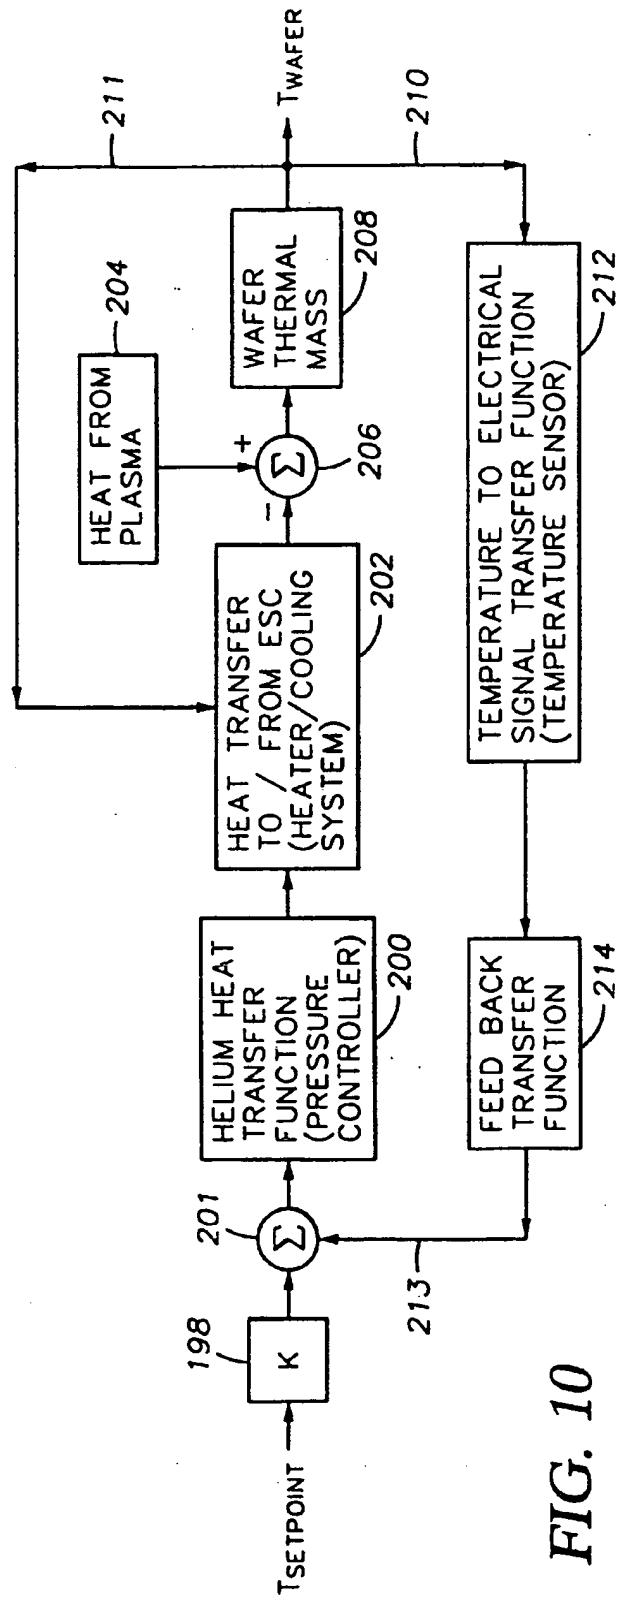 TSETPOINT
198
K
201
Σ
213
HELIUM HEAT
TRANSFER
FUNCTION
(PRESSURE
CONTROLLER)
200
HEAT TRANSFER
TO / FROM ESC
(HEATER/COOLING
SYSTEM)
202
HEAT FROM
PLASMA
204
+
−
Σ
206
WAFER
THERMAL
MASS
208
211
TWAFER
210
TEMPERATURE TO ELECTRICAL
SIGNAL TRANSFER FUNCTION
(TEMPERATURE SENSOR)
212
FEED BACK
TRANSFER
FUNCTION
214
FIG. 10